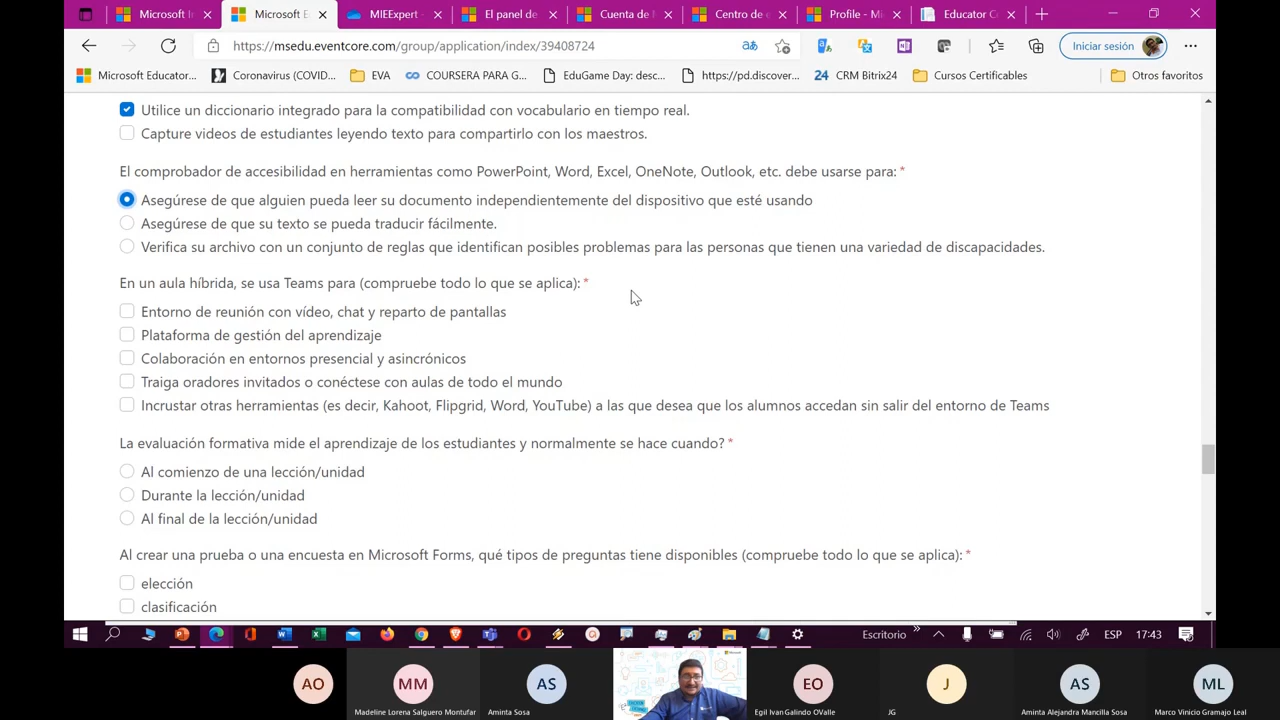 Microsoft In
Microsoft E
MIEExpert -
El panel de
Cuenta de M
Centro de e
Profile - Mi
Educator C
https://msedu.eventcore.com/group/application/index/39408724
Iniciar sesión
Microsoft Educator...
Coronavirus (COVID...
EVA
COURSERA PARA G...
EduGame Day: desc...
https://pd.discover...
24 CRM Bitrix24
Cursos Certificables
Otros favoritos
Utilice un diccionario integrado para la compatibilidad con vocabulario en tiempo real.
Capture videos de estudiantes leyendo texto para compartirlo con los maestros.
El comprobador de accesibilidad en herramientas como PowerPoint, Word, Excel, OneNote, Outlook, etc. debe usarse para: *
Asegúrese de que alguien pueda leer su documento independientemente del dispositivo que esté usando
Asegúrese de que su texto se pueda traducir fácilmente.
Verifica su archivo con un conjunto de reglas que identifican posibles problemas para las personas que tienen una variedad de discapacidades.
En un aula híbrida, se usa Teams para (compruebe todo lo que se aplica): *
Entorno de reunión con vídeo, chat y reparto de pantallas
Plataforma de gestión del aprendizaje
Colaboración en entornos presencial y asincrónicos
Traiga oradores invitados o conéctese con aulas de todo el mundo
Incrustar otras herramientas (es decir, Kahoot, Flipgrid, Word, YouTube) a las que desea que los alumnos accedan sin salir del entorno de Teams
La evaluación formativa mide el aprendizaje de los estudiantes y normalmente se hace cuando? *
Al comienzo de una lección/unidad
Durante la lección/unidad
Al final de la lección/unidad
Al crear una prueba o una encuesta en Microsoft Forms, qué tipos de preguntas tiene disponibles (compruebe todo lo que se aplica): *
elección
clasificación
Escritorio
ESP
17:43
AO
MM
AS
EO
J
AS
ML
Madeline Lorena Salguero Montufar
Aminta Sosa
Egil Ivan Galindo OValle
JG
Aminta Alejandra Mancilla Sosa
Marco Vinicio Gramajo Leal